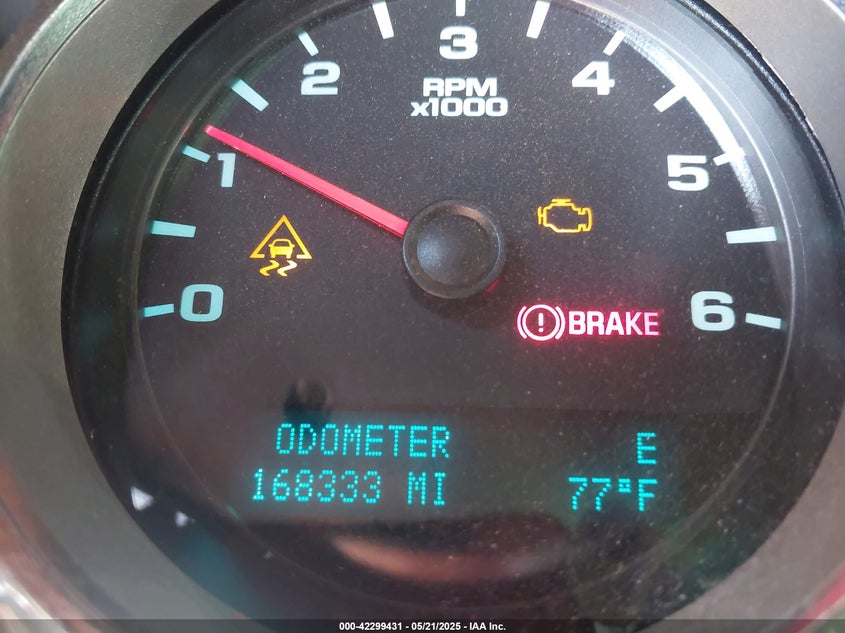 3
2
4
RPM
x1000
1
5
0
6
(!) BRAKE
ODOMETER E
168333 MI 77°F
000-42299431 - 05/21/2025 - IAA Inc.